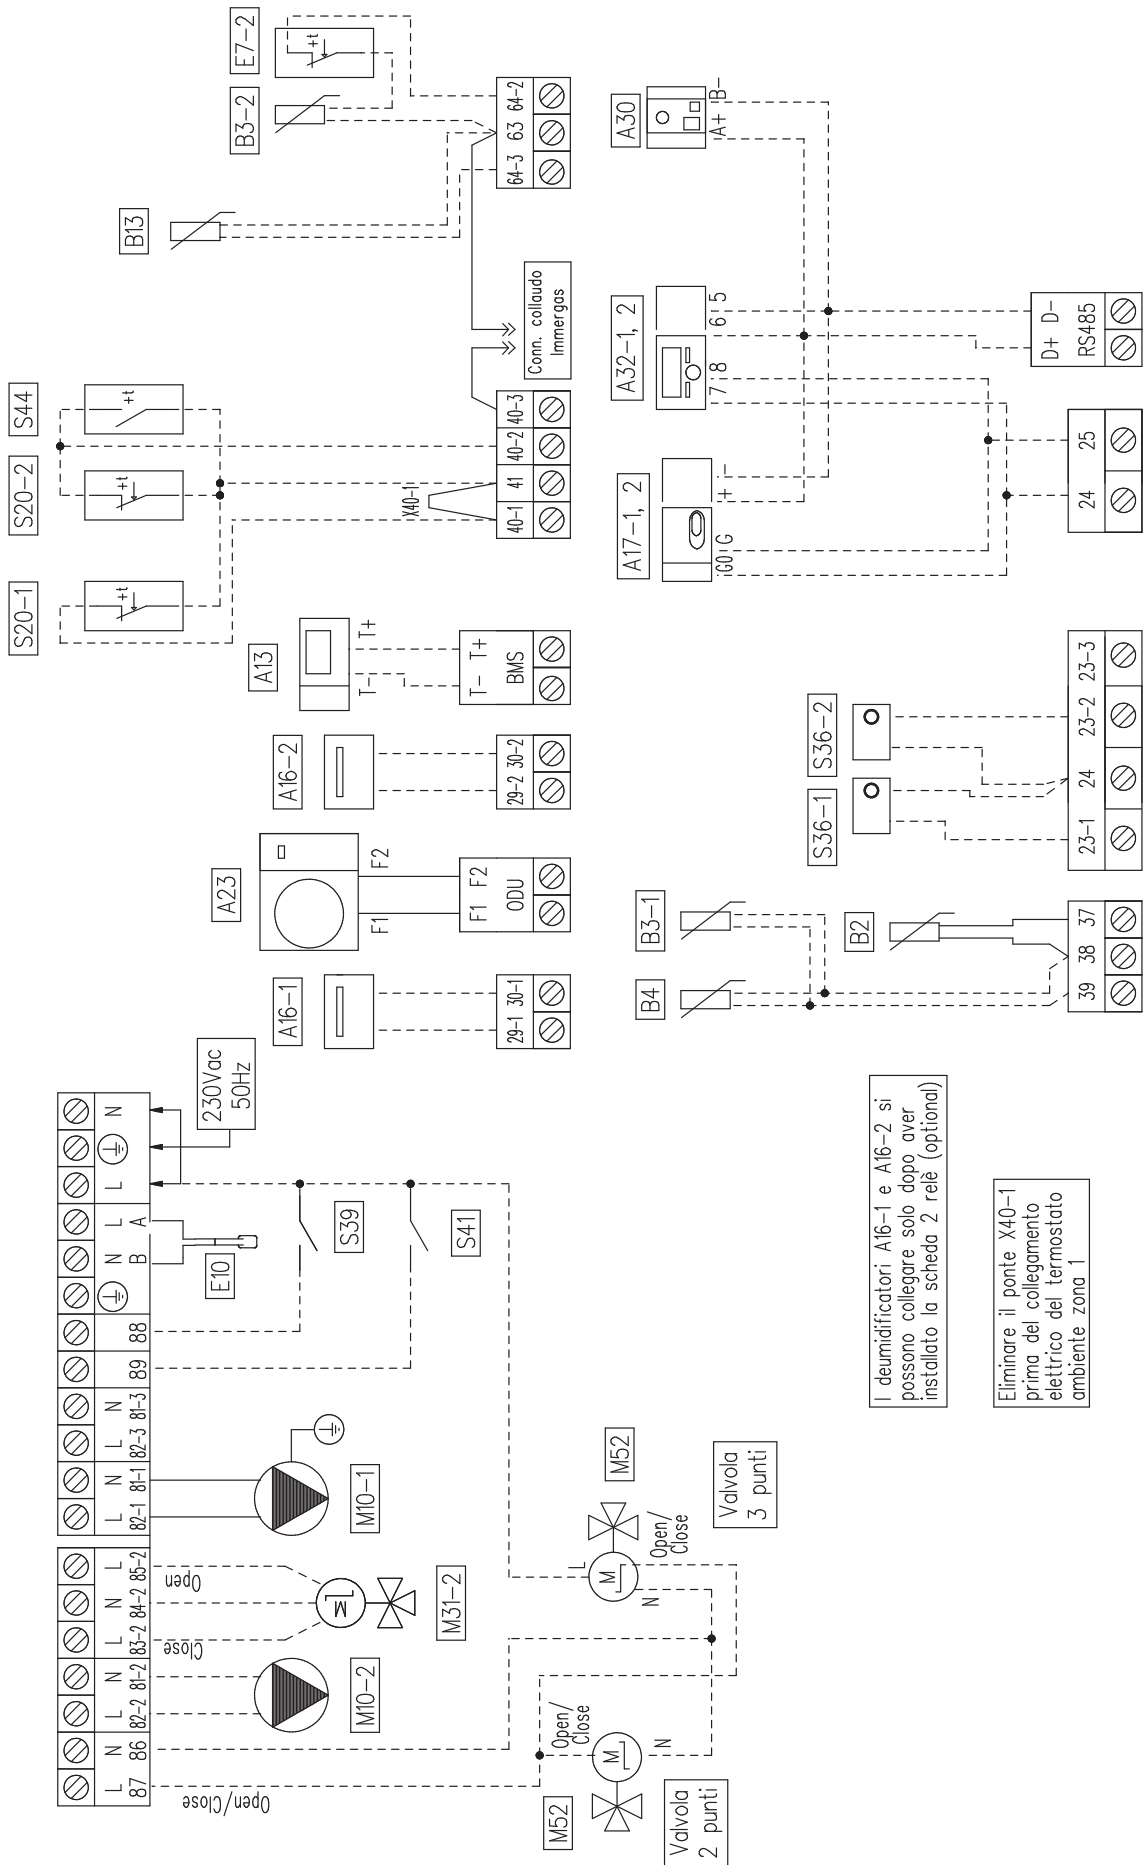 E7-2
+t
B3-2
B13
64-3 63 64-2
Conn. collaudo
Immergas
S44
+t
S20-2
+t
S20-1
+t
X40-1
40-1 41 40-2 40-3
A13
T- T+
T- T+
BMS
A16-2
29-2 30-2
A23
F1 F2
F1 F2
ODU
A16-1
29-1 30-1
230Vac
50Hz
L N
L A
N B
E10
88
89
S39
S41
N 81-3
L 82-3
N 81-1
L 82-1
M10-1
L 85-2
N 84-2
L 83-2
Open
Close
M
M31-2
N 81-2
L 82-2
M10-2
N 86
L 87
Open/Close
M52
M
L
N
Open/
Close
Valvola
3 punti
M52
M
N
Open/
Close
Valvola
2 punti
A30
A+ B-
A32-1, 2
7 8 6 5
D+ D-
RS485
A17-1, 2
G0 G + -
24 25
S36-2
S36-1
23-1 24 23-2 23-3
B3-1
B4
B2
39 38 37
I deumidificatori A16-1 e A16-2 si
possono collegare solo dopo aver
installato la scheda 2 relè (optional)
Eliminare il ponte X40-1
prima del collegamento
elettrico del termostato
ambiente zona 1